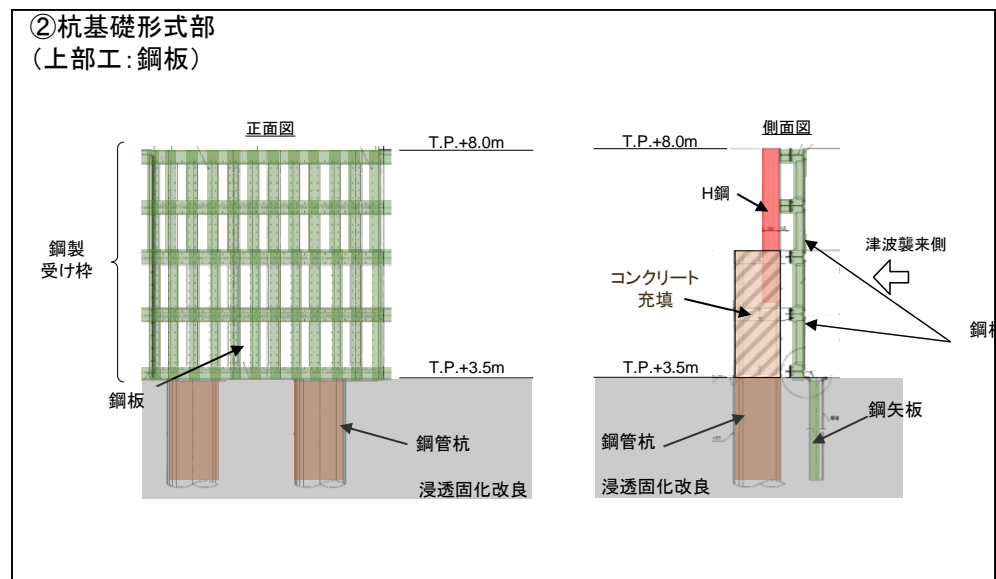 ②杭基礎形式部
（上部工：鋼板）
正面図
T.P.+8.0m
鋼製
受け枠
鋼板
T.P.+3.5m
鋼管杭
浸透固化改良
側面図
T.P.+8.0m
H鋼
津波襲来側
コンクリート
充填
鋼
T.P.+3.5m
鋼矢板
鋼管杭
浸透固化改良